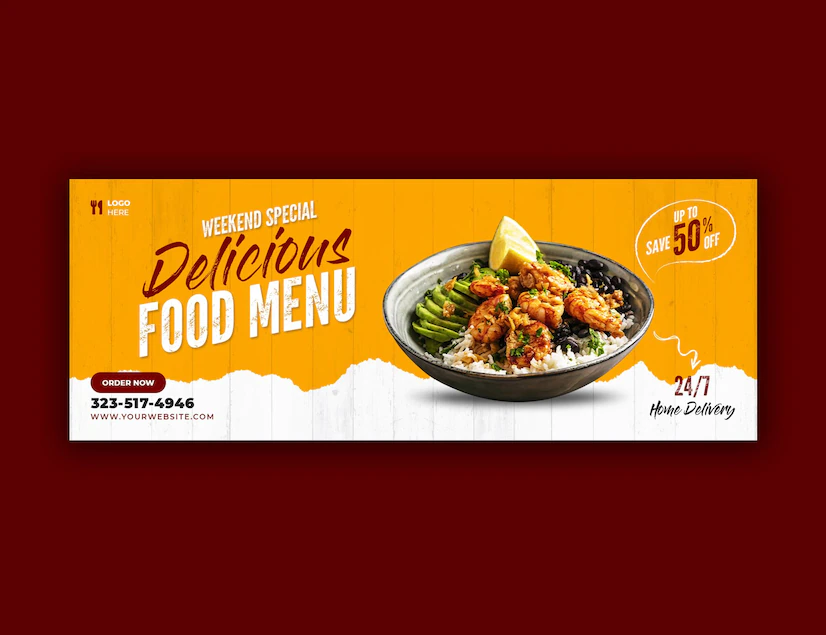 LOGO
HERE
WEEKEND SPECIAL
Delicious
FOOD MENU
UP TO
SAVE 50% OFF
ORDER NOW
323-517-4946
WWW.YOURWEBSITE.COM
24/7
Home Delivery